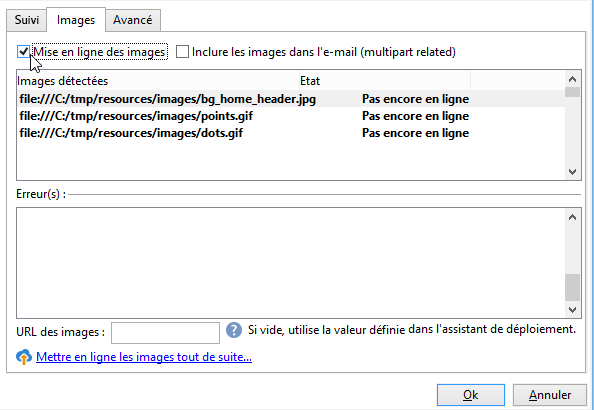 Suivi Images Avancé
Mise en ligne des images Inclure les images dans l'e-mail (multipart related)
Images détectées Etat
file:///C:/tmp/resources/images/bg_home_header.jpg Pas encore en ligne
file:///C:/tmp/resources/images/points.gif Pas encore en ligne
file:///C:/tmp/resources/images/dots.gif Pas encore en ligne
Erreur(s) :
URL des images : ? Si vide, utilise la valeur définie dans l'assistant de déploiement.
Mettre en ligne les images tout de suite...
Ok Annuler